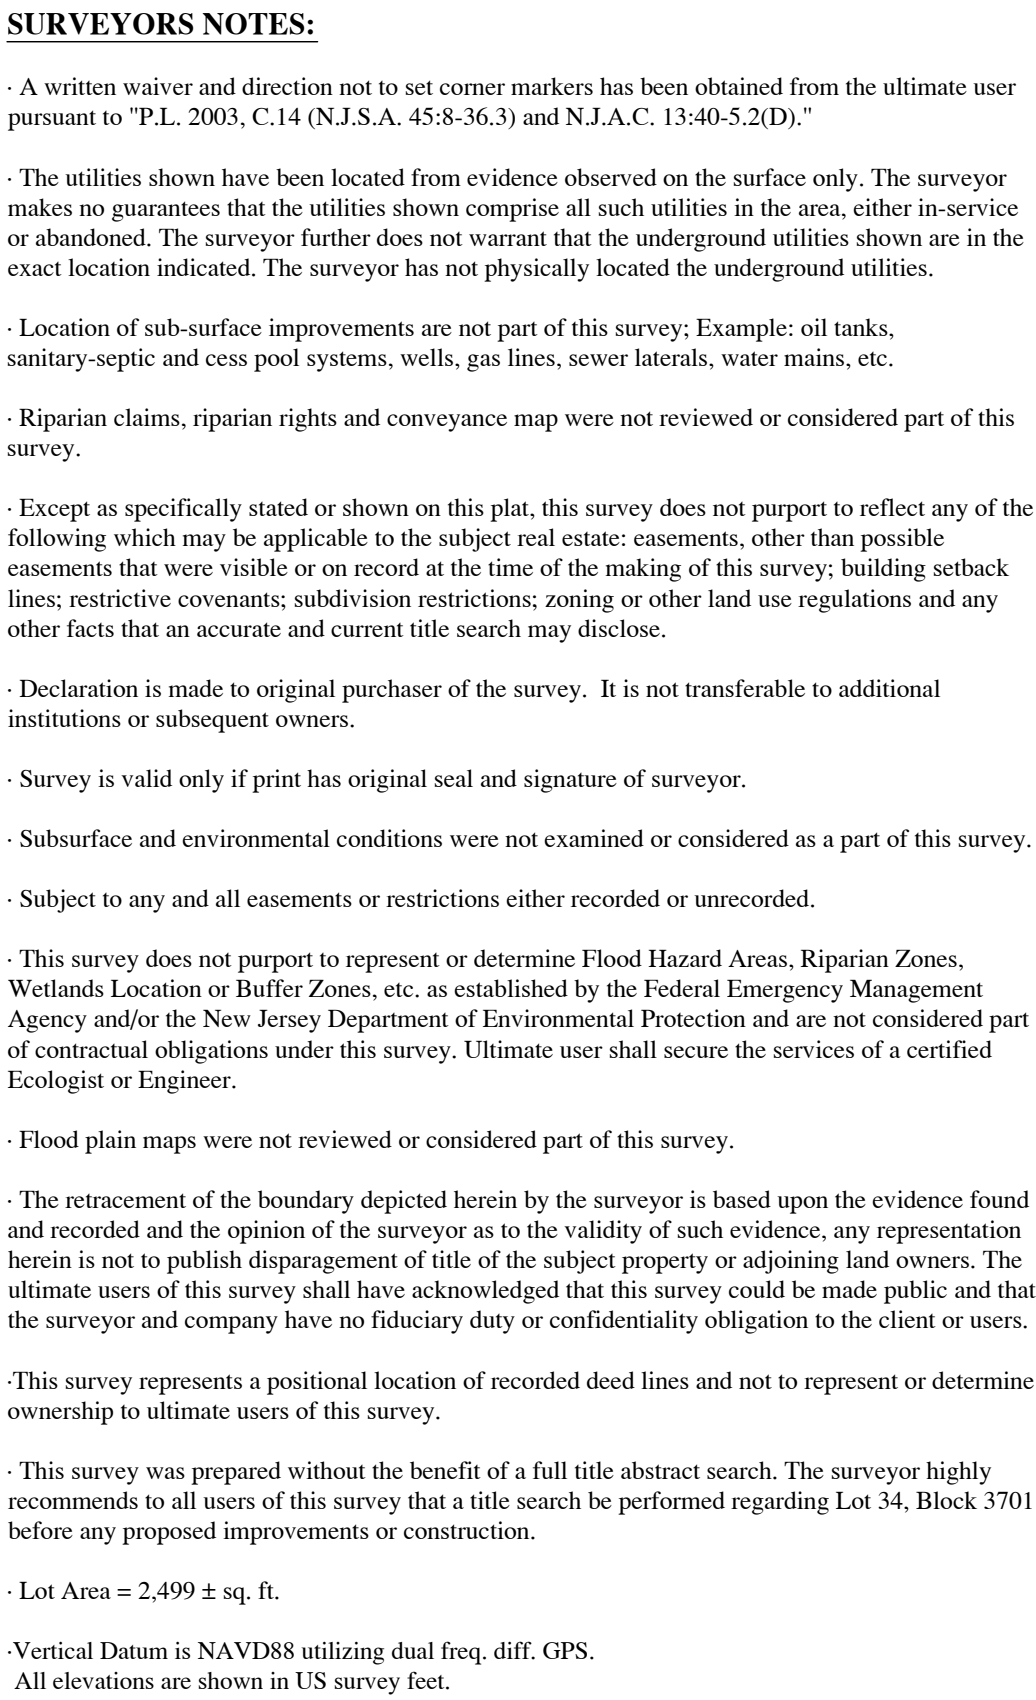 SURVEYORS NOTES:
· A written waiver and direction not to set corner markers has been obtained from the ultimate user
pursuant to "P.L. 2003, C.14 (N.J.S.A. 45:8-36.3) and N.J.A.C. 13:40-5.2(D)."
· The utilities shown have been located from evidence observed on the surface only. The surveyor
makes no guarantees that the utilities shown comprise all such utilities in the area, either in-service
or abandoned. The surveyor further does not warrant that the underground utilities shown are in the
exact location indicated. The surveyor has not physically located the underground utilities.
· Location of sub-surface improvements are not part of this survey; Example: oil tanks,
sanitary-septic and cess pool systems, wells, gas lines, sewer laterals, water mains, etc.
· Riparian claims, riparian rights and conveyance map were not reviewed or considered part of this
survey.
· Except as specifically stated or shown on this plat, this survey does not purport to reflect any of the
following which may be applicable to the subject real estate: easements, other than possible
easements that were visible or on record at the time of the making of this survey; building setback
lines; restrictive covenants; subdivision restrictions; zoning or other land use regulations and any
other facts that an accurate and current title search may disclose.
· Declaration is made to original purchaser of the survey.  It is not transferable to additional
institutions or subsequent owners.
· Survey is valid only if print has original seal and signature of surveyor.
· Subsurface and environmental conditions were not examined or considered as a part of this survey.
· Subject to any and all easements or restrictions either recorded or unrecorded.
· This survey does not purport to represent or determine Flood Hazard Areas, Riparian Zones,
Wetlands Location or Buffer Zones, etc. as established by the Federal Emergency Management
Agency and/or the New Jersey Department of Environmental Protection and are not considered part
of contractual obligations under this survey. Ultimate user shall secure the services of a certified
Ecologist or Engineer.
· Flood plain maps were not reviewed or considered part of this survey.
· The retracement of the boundary depicted herein by the surveyor is based upon the evidence found
and recorded and the opinion of the surveyor as to the validity of such evidence, any representation
herein is not to publish disparagement of title of the subject property or adjoining land owners. The
ultimate users of this survey shall have acknowledged that this survey could be made public and that
the surveyor and company have no fiduciary duty or confidentiality obligation to the client or users.
·This survey represents a positional location of recorded deed lines and not to represent or determine
ownership to ultimate users of this survey.
· This survey was prepared without the benefit of a full title abstract search. The surveyor highly
recommends to all users of this survey that a title search be performed regarding Lot 34, Block 3701
before any proposed improvements or construction.
· Lot Area = 2,499 ± sq. ft.
·Vertical Datum is NAVD88 utilizing dual freq. diff. GPS.
All elevations are shown in US survey feet.